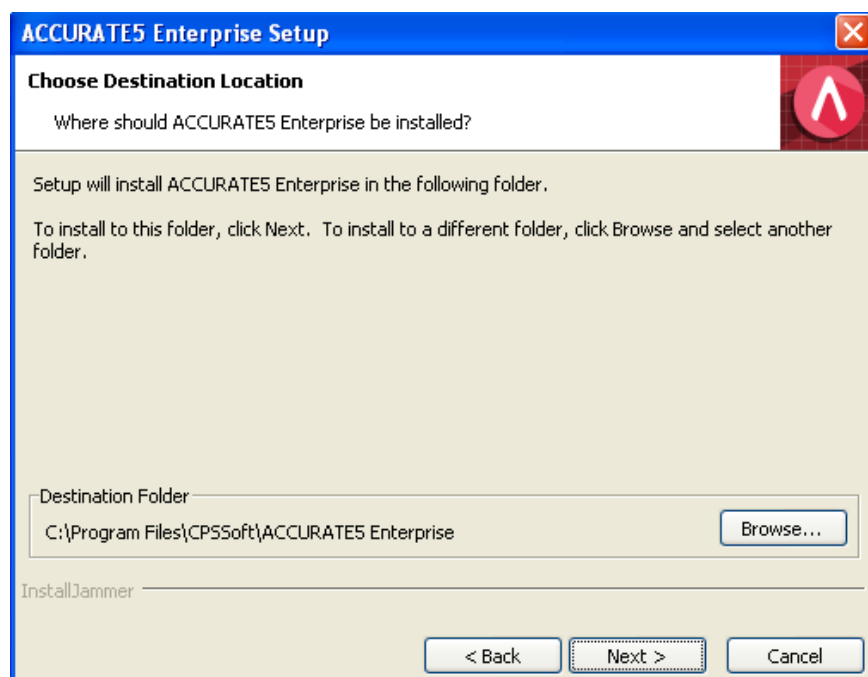 ACCURATE5 Enterprise Setup
Choose Destination Location
Where should ACCURATE5 Enterprise be installed?
Setup will install ACCURATE5 Enterprise in the following folder.
To install to this folder, click Next.  To install to a different folder, click Browse and select another
folder.
Destination Folder
C:\Program Files\CPSSoft\ACCURATE5 Enterprise
Browse...
InstallJammer
< Back
Next >
Cancel